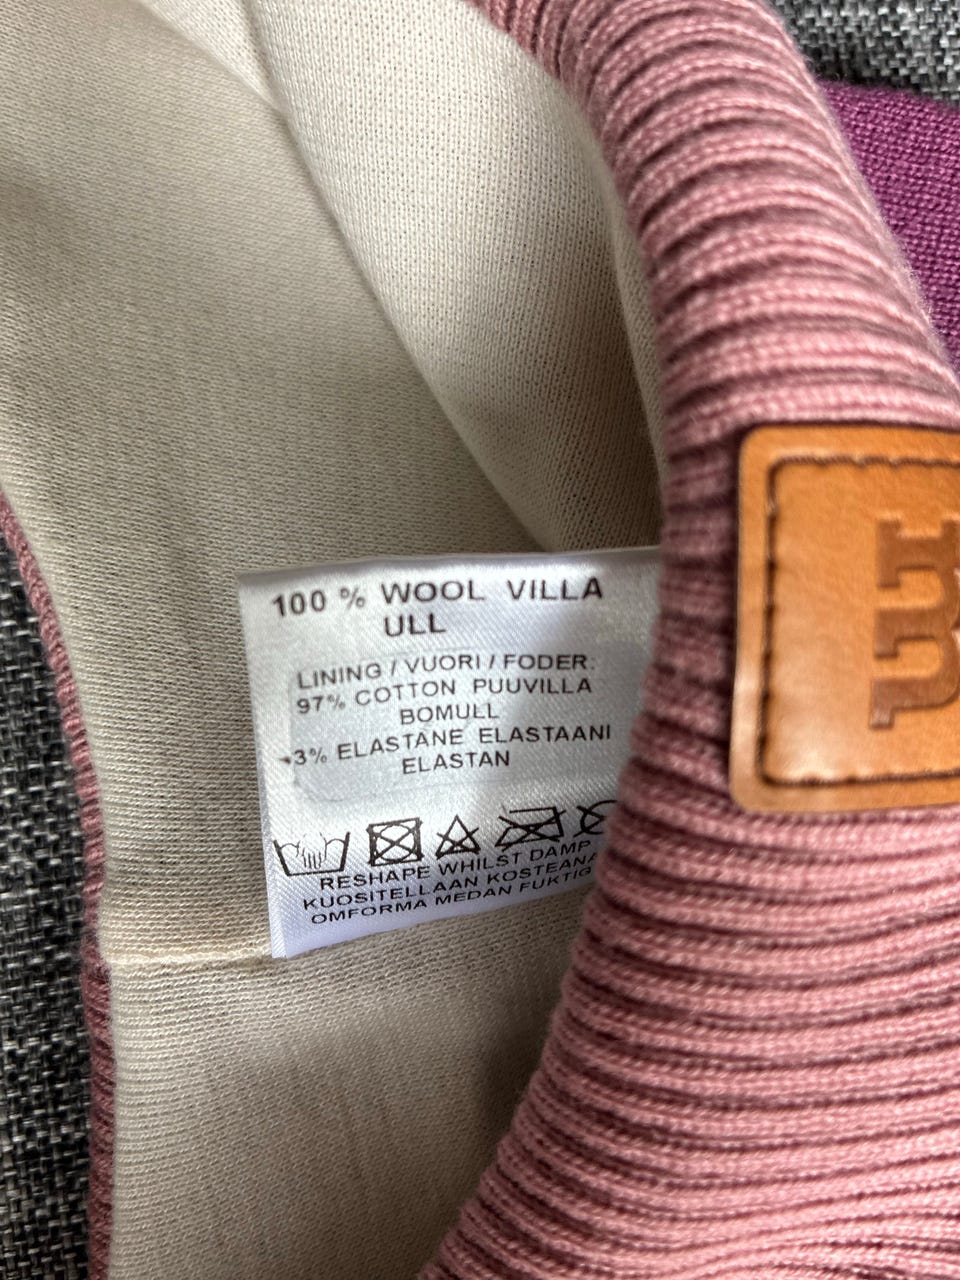 100 % WOOL VILLA
ULL
LINING / VUORI / FODER:
97% COTTON PUUVILLA
BOMULL
3% ELASTANE ELASTAANI
ELASTAN
RESHAPE WHILST DAMP
KUOSITELLAAN KOSTEANA
OMFORMA MEDAN FUKTIG